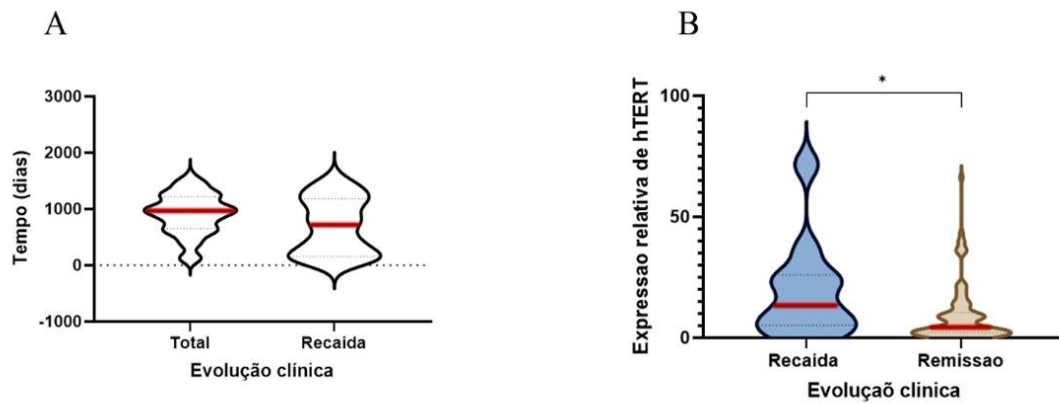 A
Tempo (dias)
3000
2000
1000
0
-1000
Total Recaida
Evolução clínica
B
Expressao relativa de hTERT
100
50
0
*
Recaida Remissao
Evoluçaõ clinica